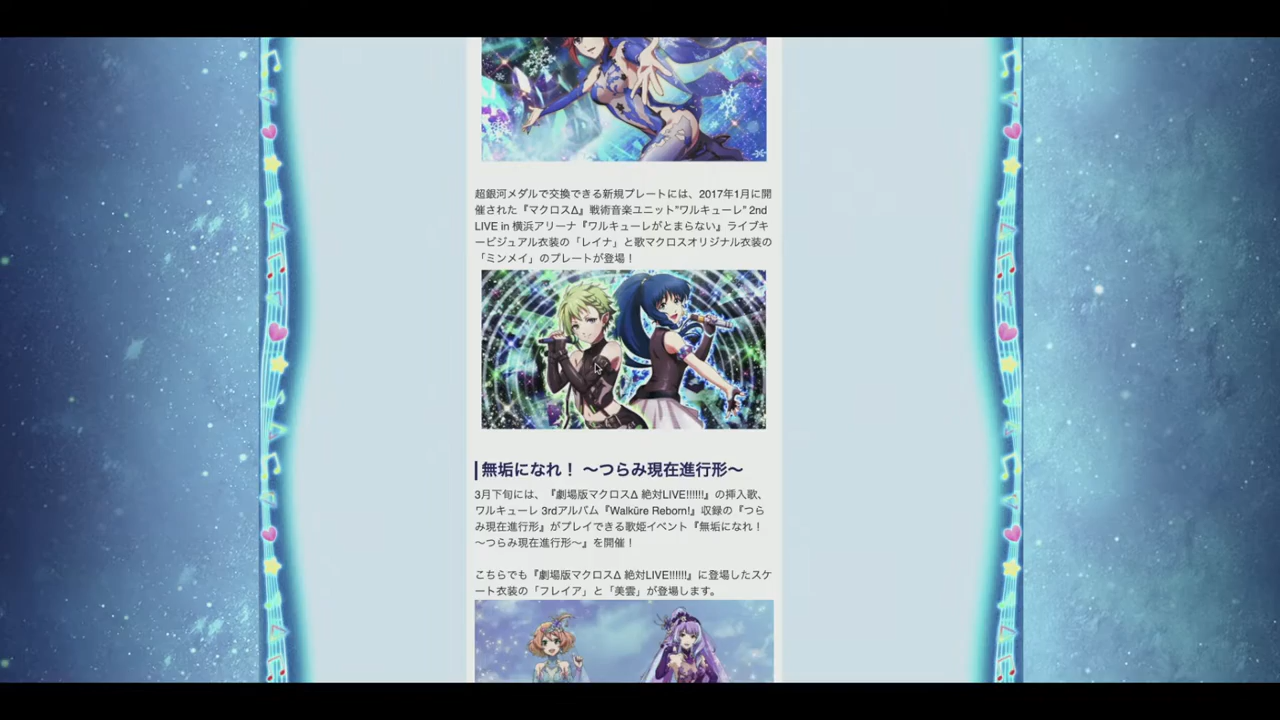 超銀河メダルで交換できる新規プレートには、2017年1月に開
催された『マクロスΔ』戦術音楽ユニット"ワルキューレ" 2nd
LIVE in 横浜アリーナ『ワルキューレがとまらない』ライブキ
ービジュアル衣装の「レイナ」と歌マクロスオリジナル衣装の
「ミンメイ」のプレートが登場！
無垢になれ！ 〜つらみ現在進行形〜
3月下旬には、『劇場版マクロスΔ 絶対LIVE!!!!!!』の挿入歌、
ワルキューレ 3rdアルバム『Walküre Reborn!』収録の『つら
み現在進行形』がプレイできる歌姫イベント『無垢になれ！
〜つらみ現在進行形〜』を開催！
こちらでも『劇場版マクロスΔ 絶対LIVE!!!!!!』に登場したスケ
ート衣装の「フレイア」と「美雲」が登場します。